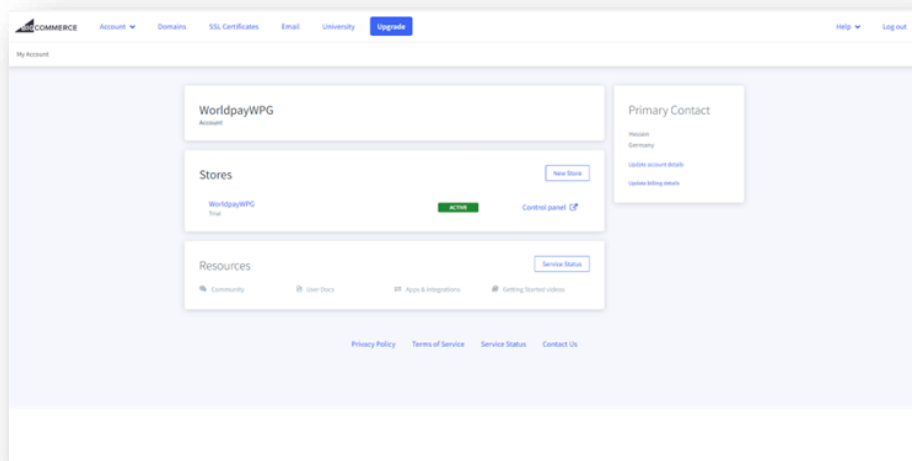 BIGCOMMERCE Account Domains SSL Certificates Email University Upgrade Help Log out
My Account
WorldpayWPG
Account
Primary Contact
Hessam
Germany
Update account details
Update billing details
Stores New Store
WorldpayWPG ACTIVE Control panel
Trial
Resources Service Status
Community User Docs Apps & Integrations Getting Started videos
Privacy Policy Terms of Service Service Status Contact Us